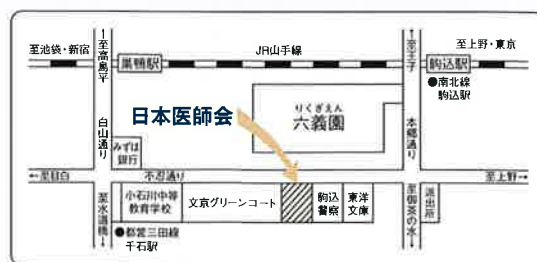 至池袋・新宿
←至高島平
巣鴨駅
JR山手線
←至王子
駒込駅
至上野・東京
●南北線
駒込駅
白山通り
日本医師会
りくぎえん
六義園
本郷通り
みずほ
銀行
←至目白
不忍通り
至上野→
至水道橋→
小石川中等
教育学校
文京グリーンコート
駒込
警察
東洋
文庫
至御茶の水→
派出所
●都営三田線
千石駅